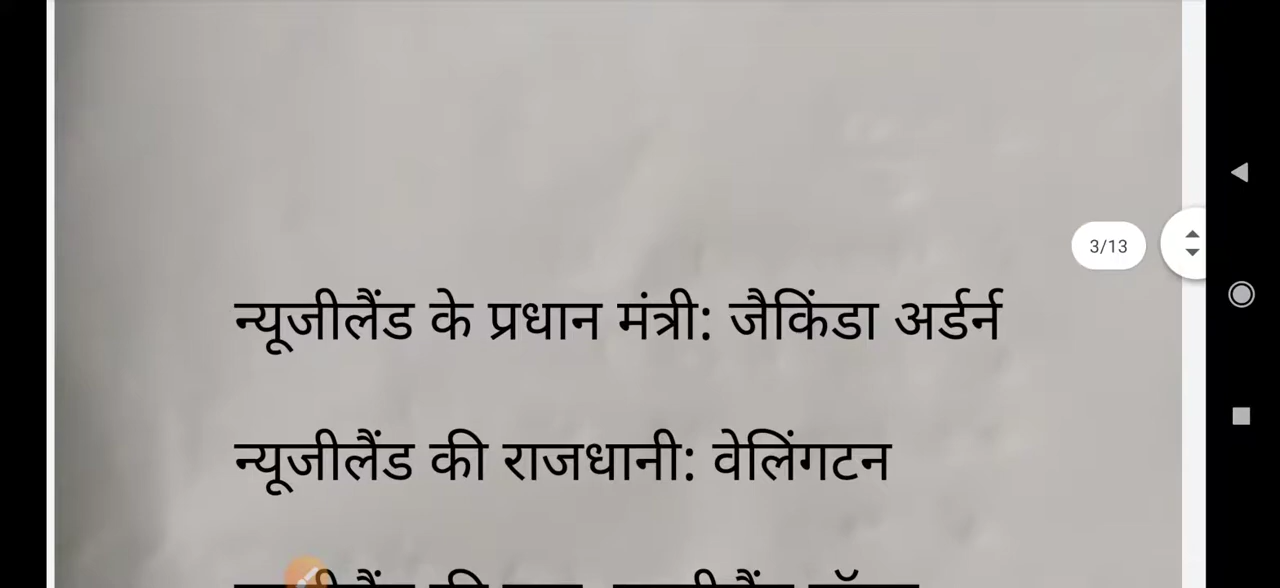 3/13
न्यूजीलैंड के प्रधान मंत्री: जैकिंडा अर्डर्न
न्यूजीलैंड की राजधानी: वेलिंगटन